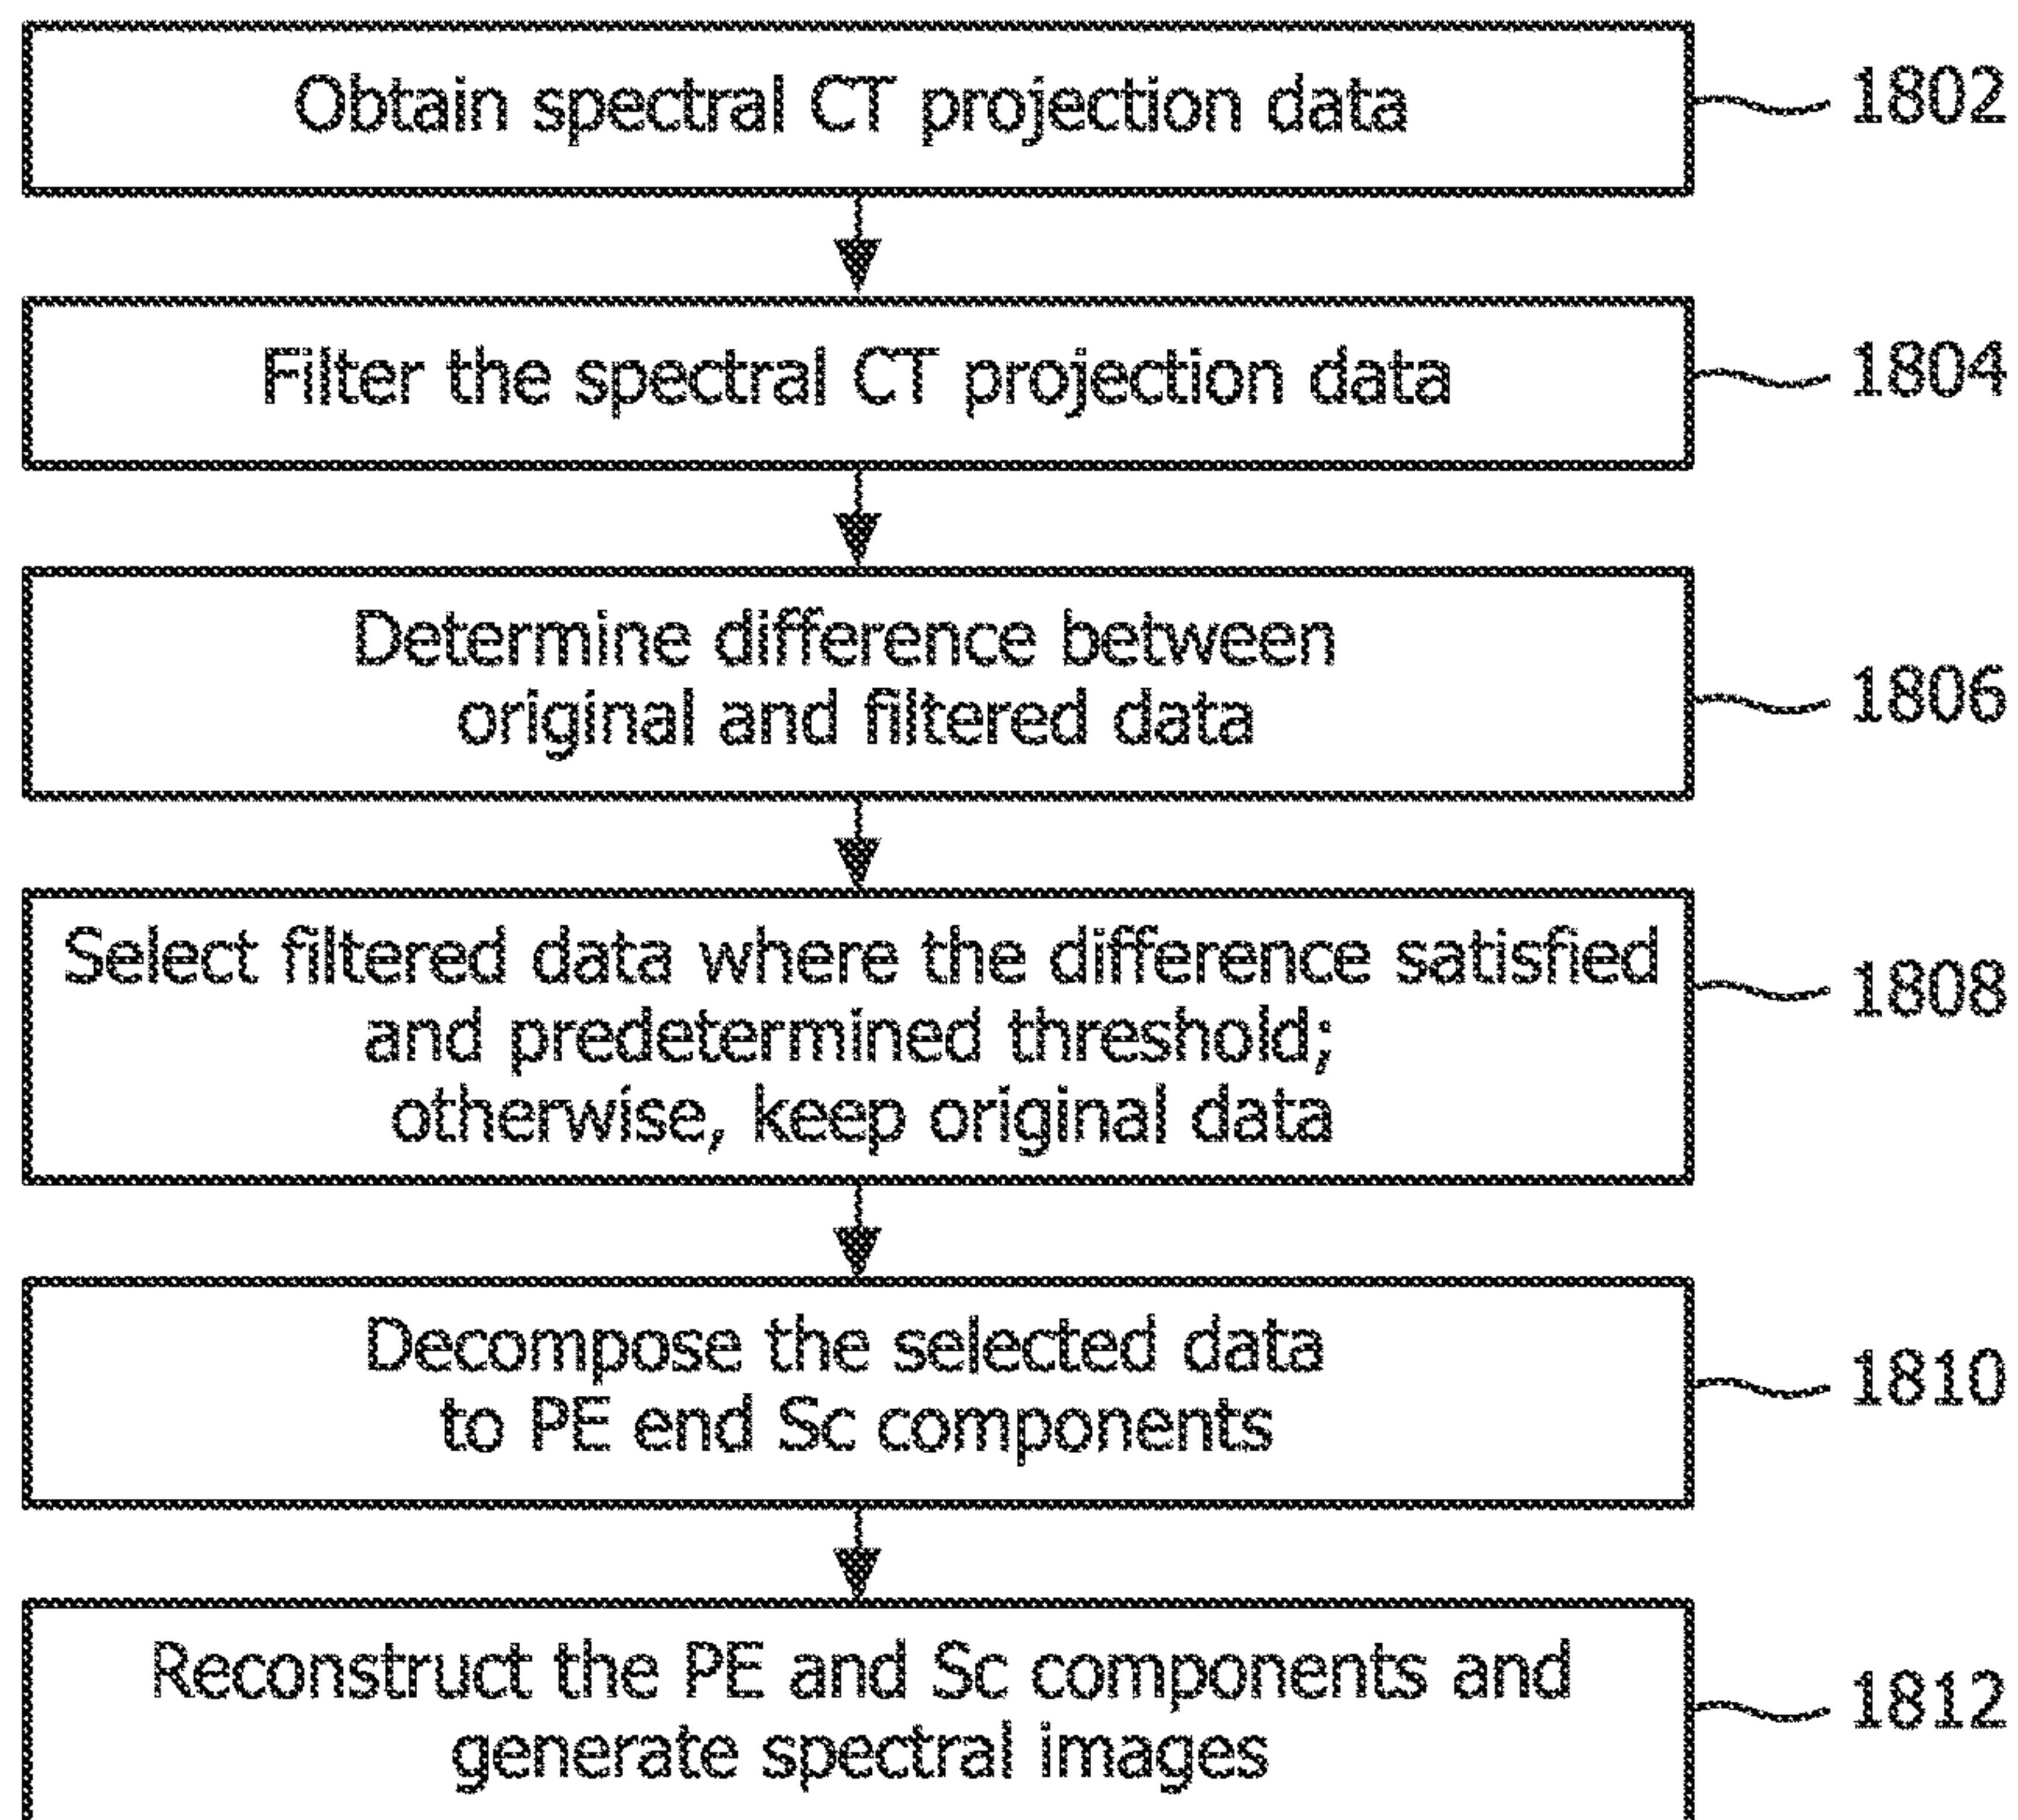 Obtain spectral CT projection data
1802
Filter the spectral CT projection data
1804
Determine difference between
original and filtered data
1806
Select filtered data where the difference satisfied
and predetermined threshold;
otherwise, keep original data
1808
Decompose the selected data
to PE end Sc components
1810
Reconstruct the PE and Sc components and
generate spectral images
1812